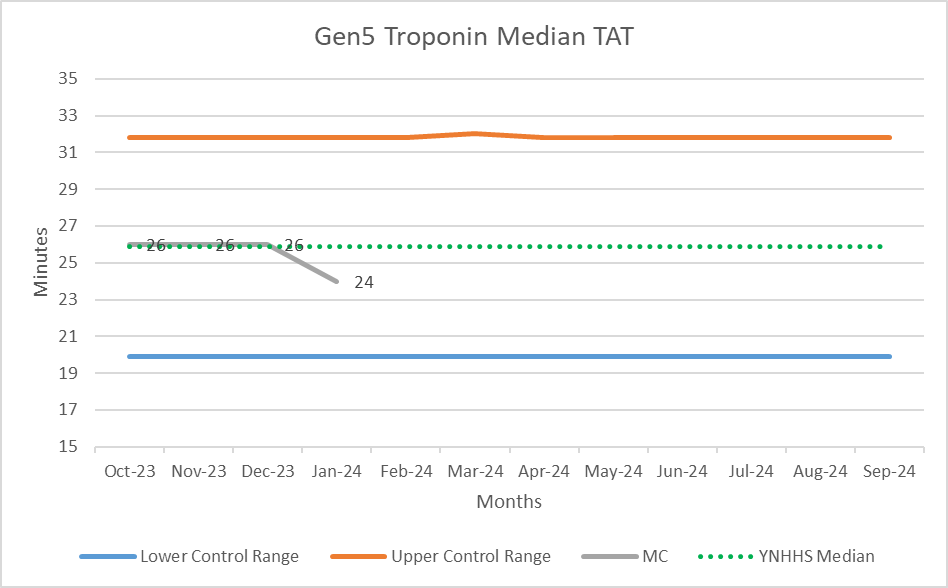 Gen5 Troponin Median TAT
35
33
31
29
27
25
23
21
19
17
15
Minutes
26 26 26
24
Oct-23 Nov-23 Dec-23 Jan-24 Feb-24 Mar-24 Apr-24 May-24 Jun-24 Jul-24 Aug-24 Sep-24
Months
Lower Control Range Upper Control Range MC YNHHS Median